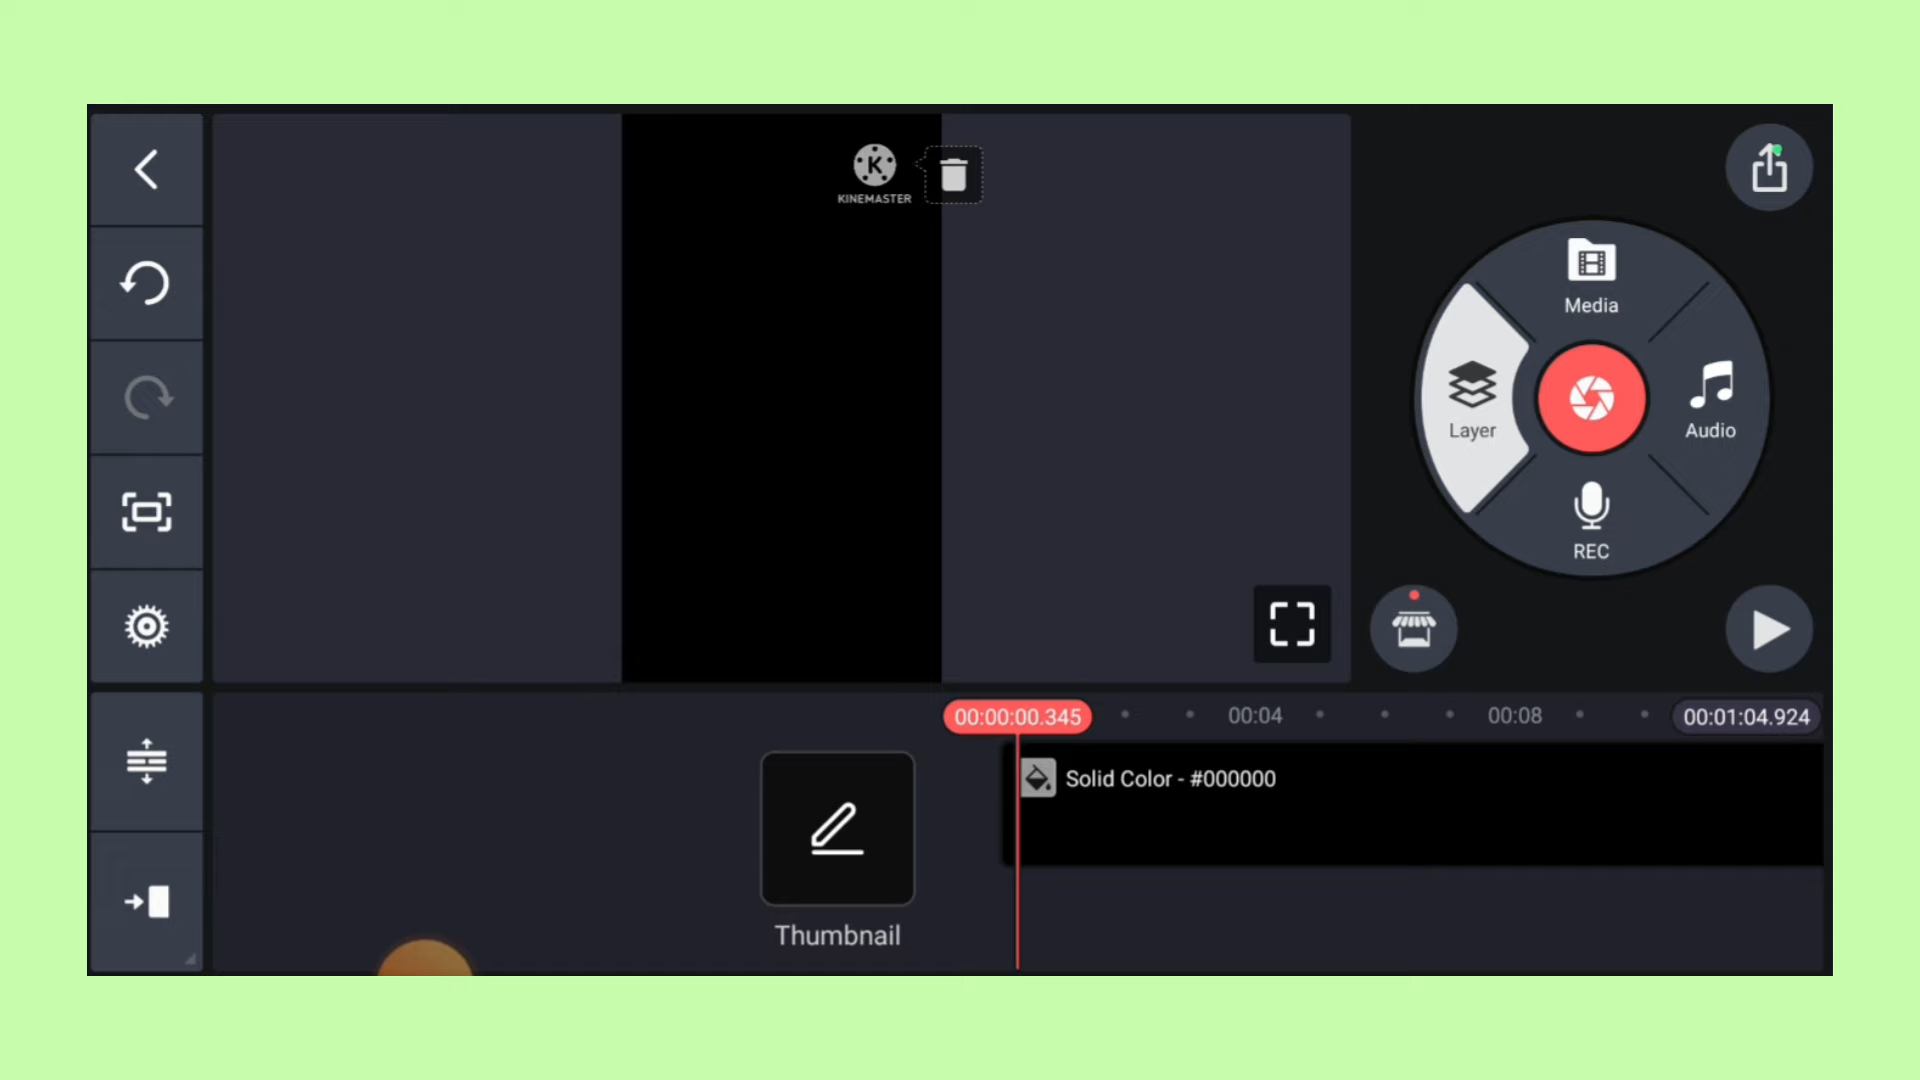 K
KINEMASTER
Media
Layer
Audio
REC
00:00:00.345
00:04
00:08
00:01:04.924
Solid Color - #000000
Thumbnail